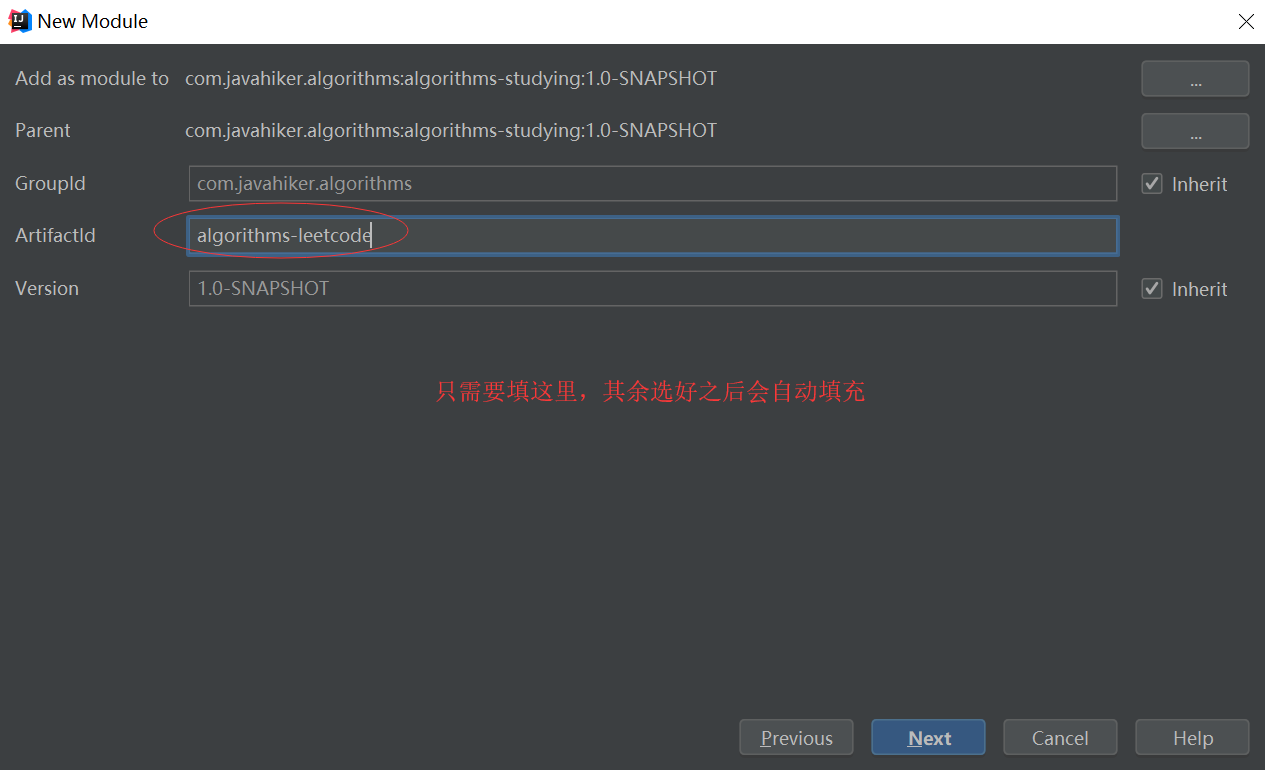 New Module
Add as module to com.javahiker.algorithms:algorithms-studying:1.0-SNAPSHOT ...
Parent com.javahiker.algorithms:algorithms-studying:1.0-SNAPSHOT ...
GroupId com.javahiker.algorithms Inherit
ArtifactId algorithms-leetcode
Version 1.0-SNAPSHOT Inherit
只需要填这里，其余选好之后会自动填充
Previous Next Cancel Help